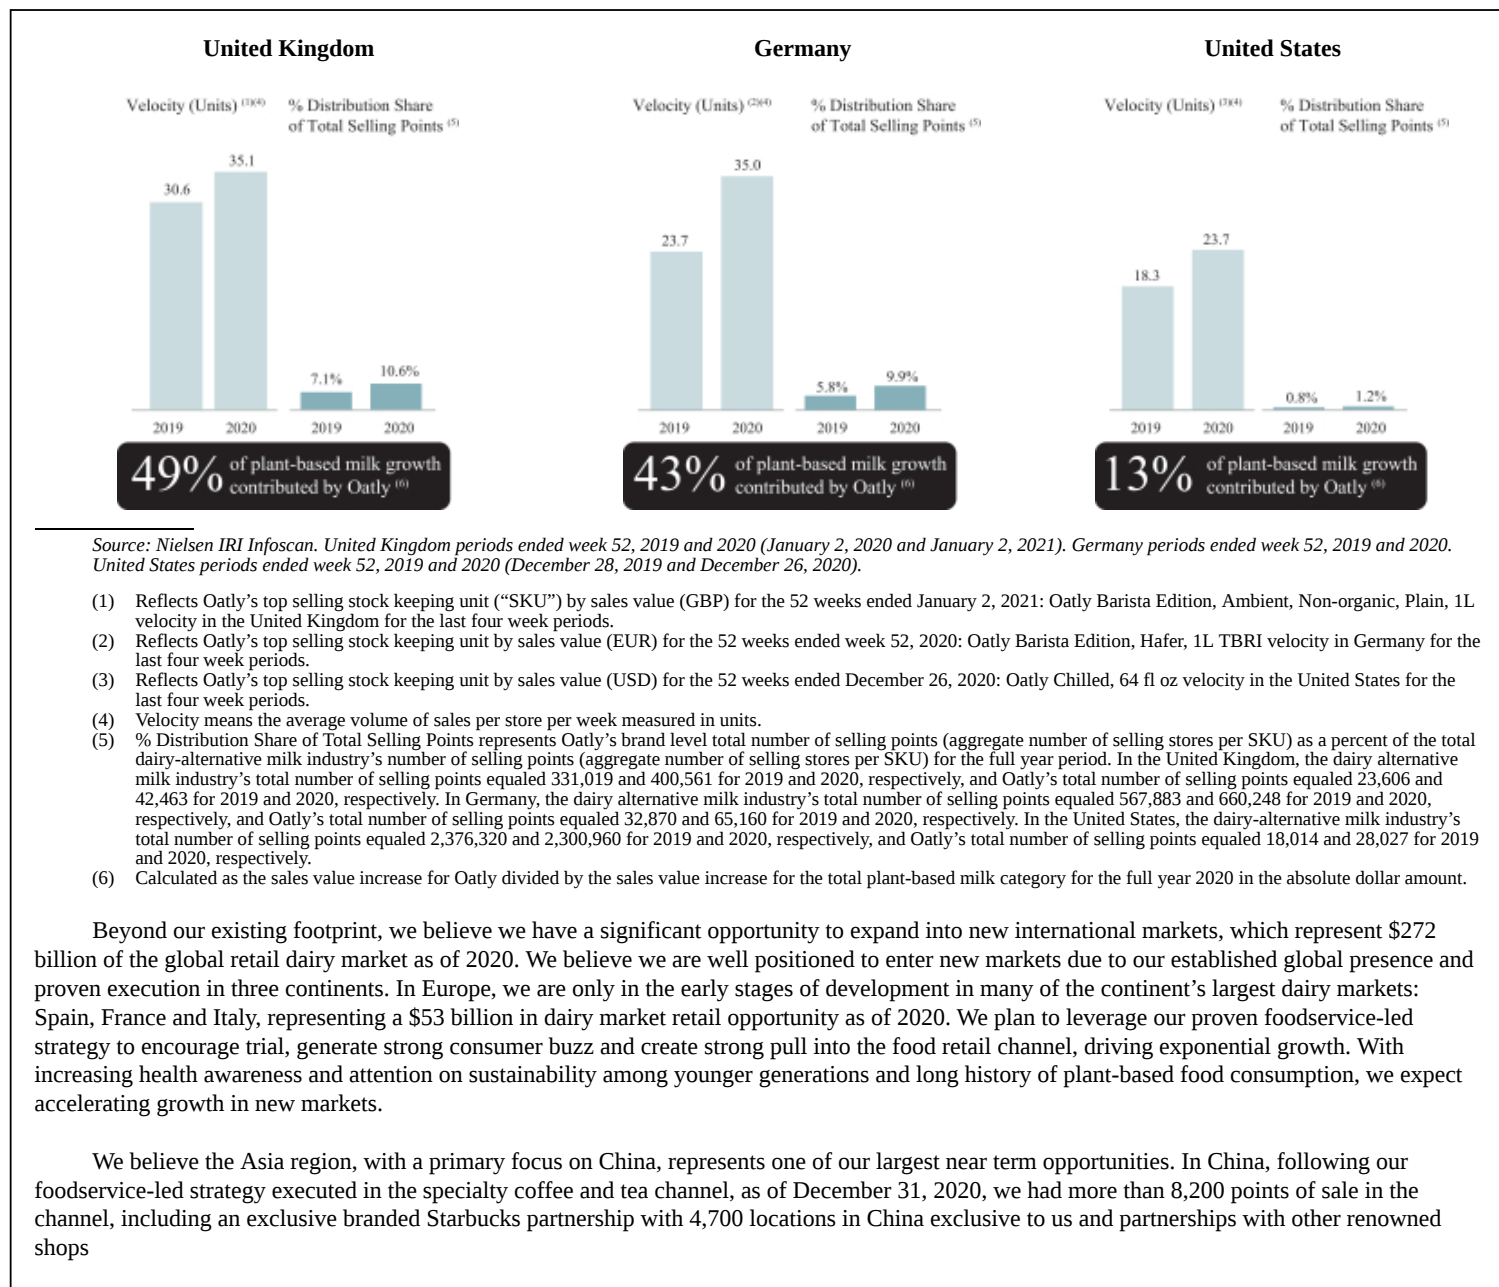 United Kingdom
Germany
United States
Velocity (Units) (1)(4)
% Distribution Share
of Total Selling Points (5)
Velocity (Units) (2)(4)
% Distribution Share
of Total Selling Points (5)
Velocity (Units) (3)(4)
% Distribution Share
of Total Selling Points (5)
30.6
35.1
7.1%
10.6%
2019
2020
2019
2020
23.7
35.0
5.8%
9.9%
2019
2020
2019
2020
18.3
23.7
0.8%
1.2%
2019
2020
2019
2020
49% of plant-based milk growth
contributed by Oatly (6)
43% of plant-based milk growth
contributed by Oatly (6)
13% of plant-based milk growth
contributed by Oatly (6)
Source: Nielsen IRI Infoscan. United Kingdom periods ended week 52, 2019 and 2020 (January 2, 2020 and January 2, 2021). Germany periods ended week 52, 2019 and 2020.
United States periods ended week 52, 2019 and 2020 (December 28, 2019 and December 26, 2020).
(1) Reflects Oatly’s top selling stock keeping unit (“SKU”) by sales value (GBP) for the 52 weeks ended January 2, 2021: Oatly Barista Edition, Ambient, Non-organic, Plain, 1L
velocity in the United Kingdom for the last four week periods.
(2) Reflects Oatly’s top selling stock keeping unit by sales value (EUR) for the 52 weeks ended week 52, 2020: Oatly Barista Edition, Hafer, 1L TBRI velocity in Germany for the
last four week periods.
(3) Reflects Oatly’s top selling stock keeping unit by sales value (USD) for the 52 weeks ended December 26, 2020: Oatly Chilled, 64 fl oz velocity in the United States for the
last four week periods.
(4) Velocity means the average volume of sales per store per week measured in units.
(5) % Distribution Share of Total Selling Points represents Oatly’s brand level total number of selling points (aggregate number of selling stores per SKU) as a percent of the total
dairy-alternative milk industry’s number of selling points (aggregate number of selling stores per SKU) for the full year period. In the United Kingdom, the dairy alternative
milk industry’s total number of selling points equaled 331,019 and 400,561 for 2019 and 2020, respectively, and Oatly’s total number of selling points equaled 23,606 and
42,463 for 2019 and 2020, respectively. In Germany, the dairy alternative milk industry’s total number of selling points equaled 567,883 and 660,248 for 2019 and 2020,
respectively, and Oatly’s total number of selling points equaled 32,870 and 65,160 for 2019 and 2020, respectively. In the United States, the dairy-alternative milk industry’s
total number of selling points equaled 2,376,320 and 2,300,960 for 2019 and 2020, respectively, and Oatly’s total number of selling points equaled 18,014 and 28,027 for 2019
and 2020, respectively.
(6) Calculated as the sales value increase for Oatly divided by the sales value increase for the total plant-based milk category for the full year 2020 in the absolute dollar amount.
Beyond our existing footprint, we believe we have a significant opportunity to expand into new international markets, which represent $272
billion of the global retail dairy market as of 2020. We believe we are well positioned to enter new markets due to our established global presence and
proven execution in three continents. In Europe, we are only in the early stages of development in many of the continent’s largest dairy markets:
Spain, France and Italy, representing a $53 billion in dairy market retail opportunity as of 2020. We plan to leverage our proven foodservice-led
strategy to encourage trial, generate strong consumer buzz and create strong pull into the food retail channel, driving exponential growth. With
increasing health awareness and attention on sustainability among younger generations and long history of plant-based food consumption, we expect
accelerating growth in new markets.
We believe the Asia region, with a primary focus on China, represents one of our largest near term opportunities. In China, following our
foodservice-led strategy executed in the specialty coffee and tea channel, as of December 31, 2020, we had more than 8,200 points of sale in the
channel, including an exclusive branded Starbucks partnership with 4,700 locations in China exclusive to us and partnerships with other renowned
shops